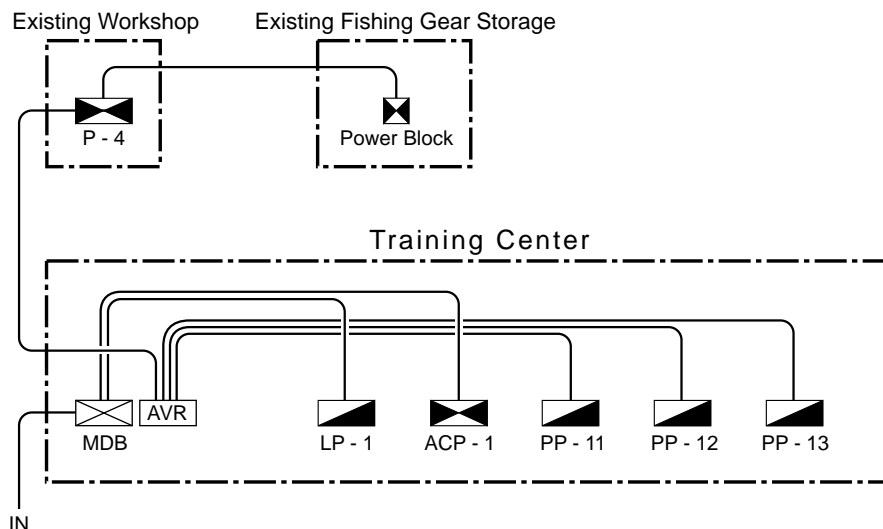 Existing Workshop
Existing Fishing Gear Storage
P - 4
Power Block
Training Center
AVR
MDB
LP - 1
ACP - 1
PP - 11
PP - 12
PP - 13
IN